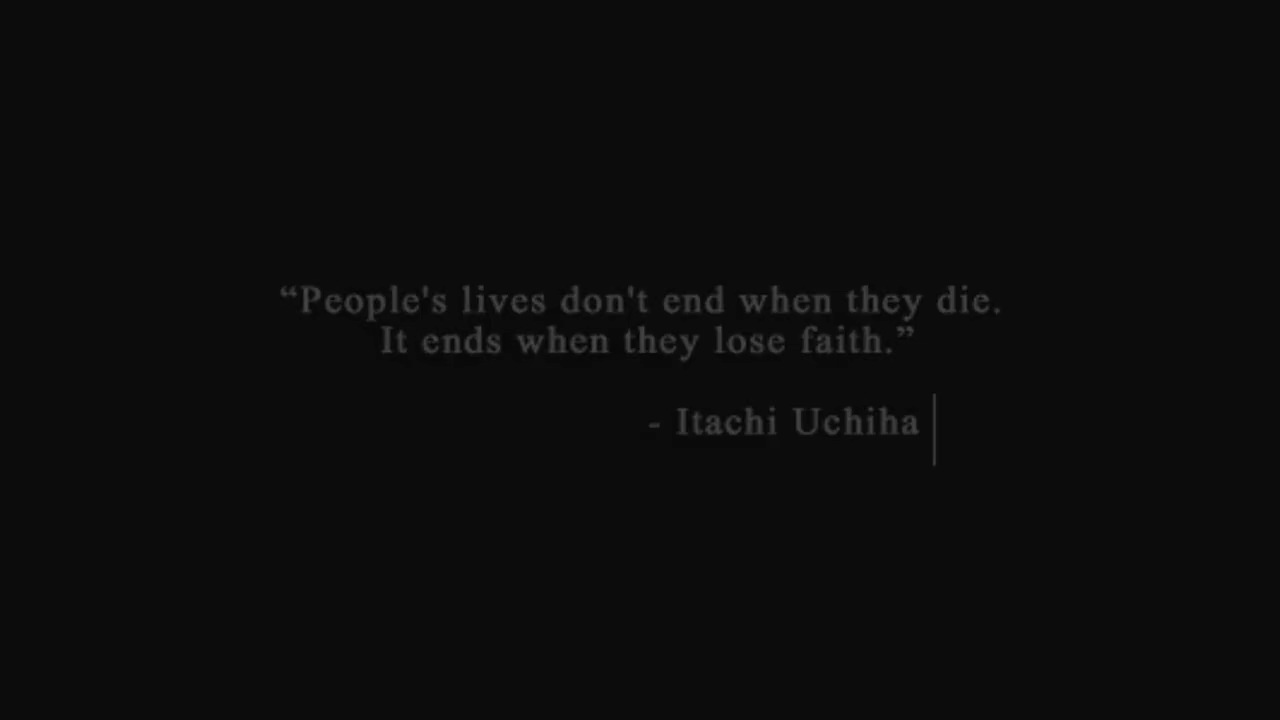 “People's lives don't end when they die.
It ends when they lose faith.”
- Itachi Uchiha